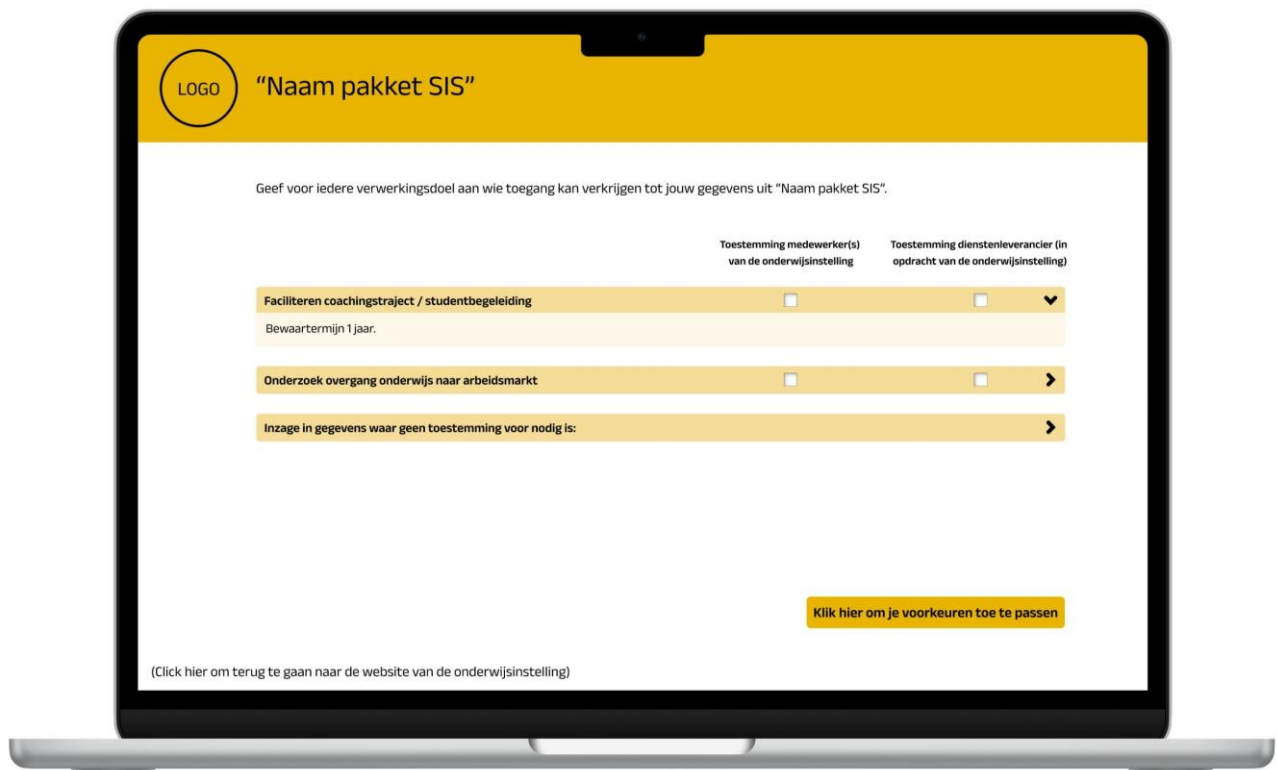 LOGO
“Naam pakket SIS”
Geef voor iedere verwerkingsdoel aan wie toegang kan verkrijgen tot jouw gegevens uit “Naam pakket SIS”.
Toestemming medewerker(s)
van de onderwijsinstelling
Toestemming dienstenleverancier (in
opdracht van de onderwijsinstelling)
Faciliteren coachingstraject / studentbegeleiding
Bewaartermijn 1 jaar.
Onderzoek overgang onderwijs naar arbeidsmarkt
Inzage in gegevens waar geen toestemming voor nodig is:
Klik hier om je voorkeuren toe te passen
(Click hier om terug te gaan naar de website van de onderwijsinstelling)